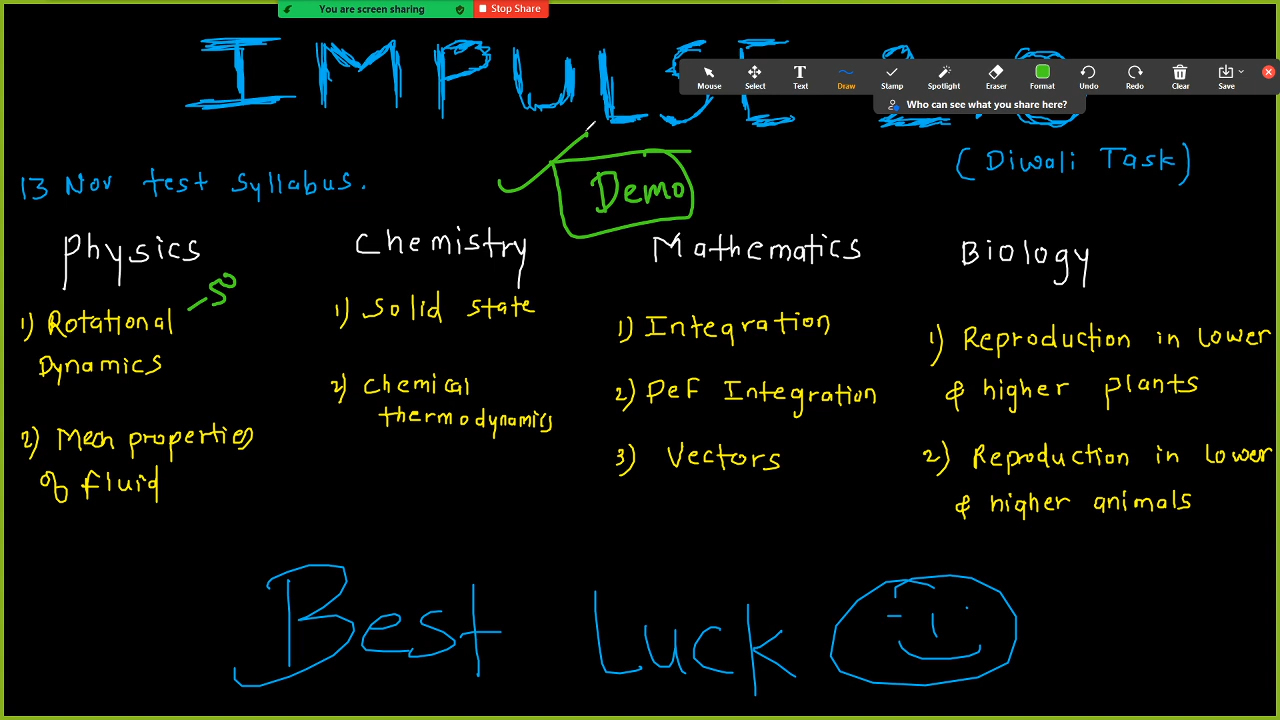 You are screen sharing
Stop Share
IMPULSE 2.0
Mouse Select Text Draw Stamp Spotlight Eraser Format Undo Redo Clear Save
Who can see what you share here?
(Diwali Task)
13 Nov test Syllabus.
Demo
Physics
50
1) Rotational
Dynamics
2) Mech properties
of fluid
Chemistry
1) Solid state
2) Chemical
thermodynamics
Mathematics
1) Integration
2) Def Integration
3) Vectors
Biology
1) Reproduction in lower
& higher plants
2) Reproduction in lower
& higher animals
Best Luck